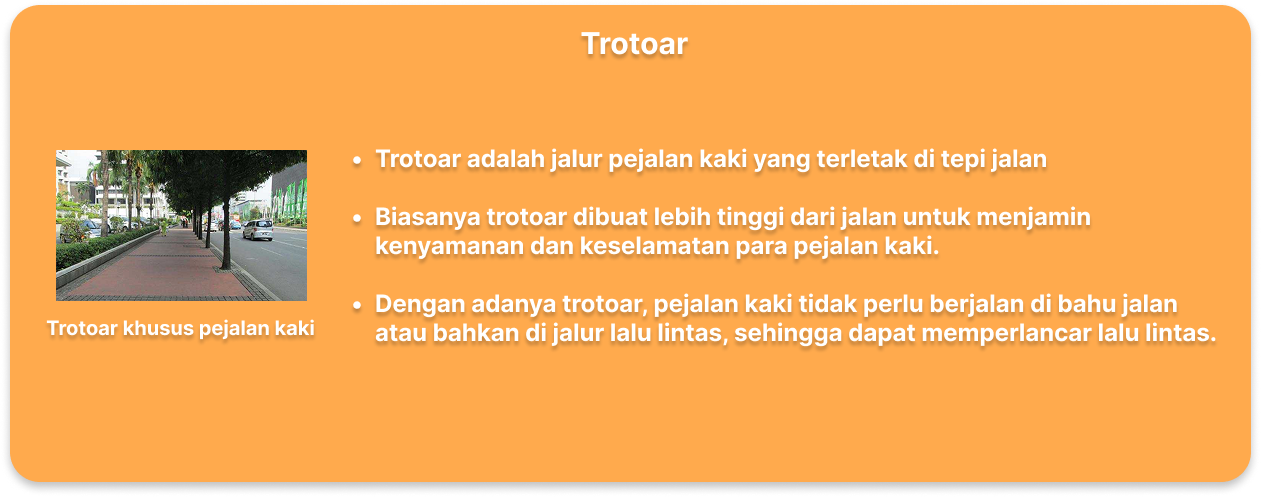 Trotoar
• Trotoar adalah jalur pejalan kaki yang terletak di tepi jalan
• Biasanya trotoar dibuat lebih tinggi dari jalan untuk menjamin
kenyamanan dan keselamatan para pejalan kaki.
• Dengan adanya trotoar, pejalan kaki tidak perlu berjalan di bahu jalan
atau bahkan di jalur lalu lintas, sehingga dapat memperlancar lalu lintas.
Trotoar khusus pejalan kaki